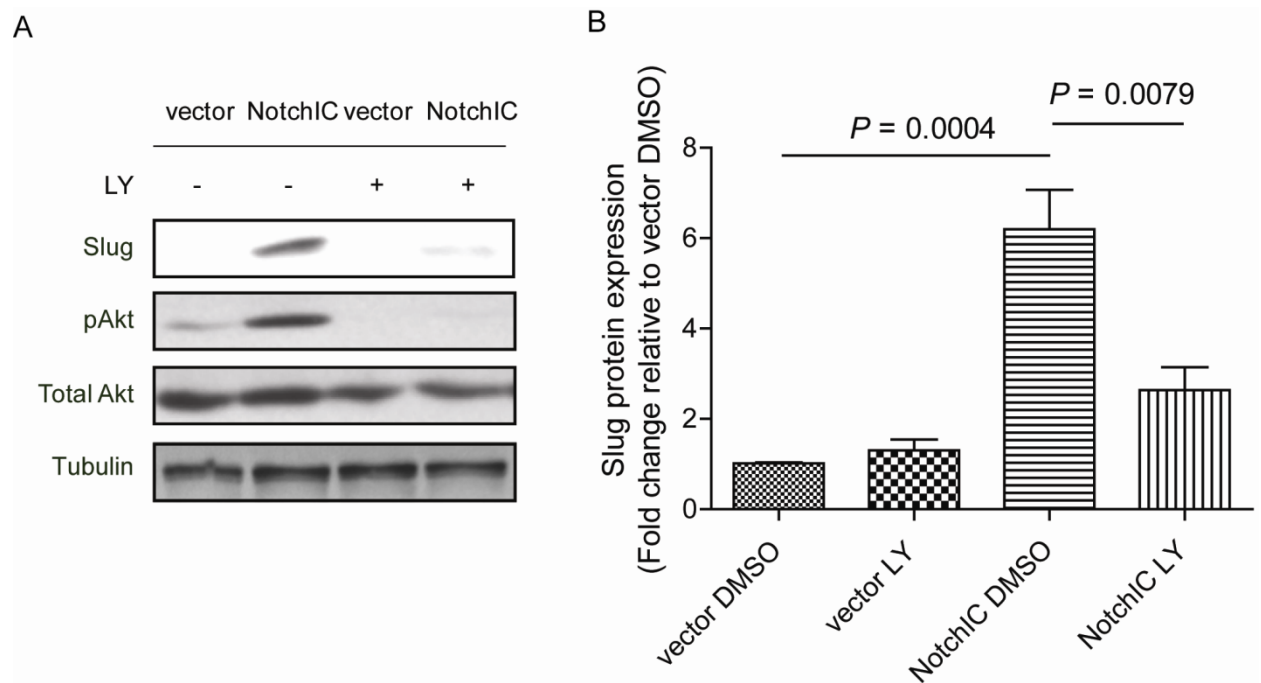 A
vector NotchIC vector NotchIC
LY - - + +
Slug
pAkt
Total Akt
Tubulin
B
Slug protein expression
(Fold change relative to vector DMSO)
P = 0.0079
P = 0.0004
8
6
4
2
0
vector DMSO
vector LY
NotchIC DMSO
NotchIC LY